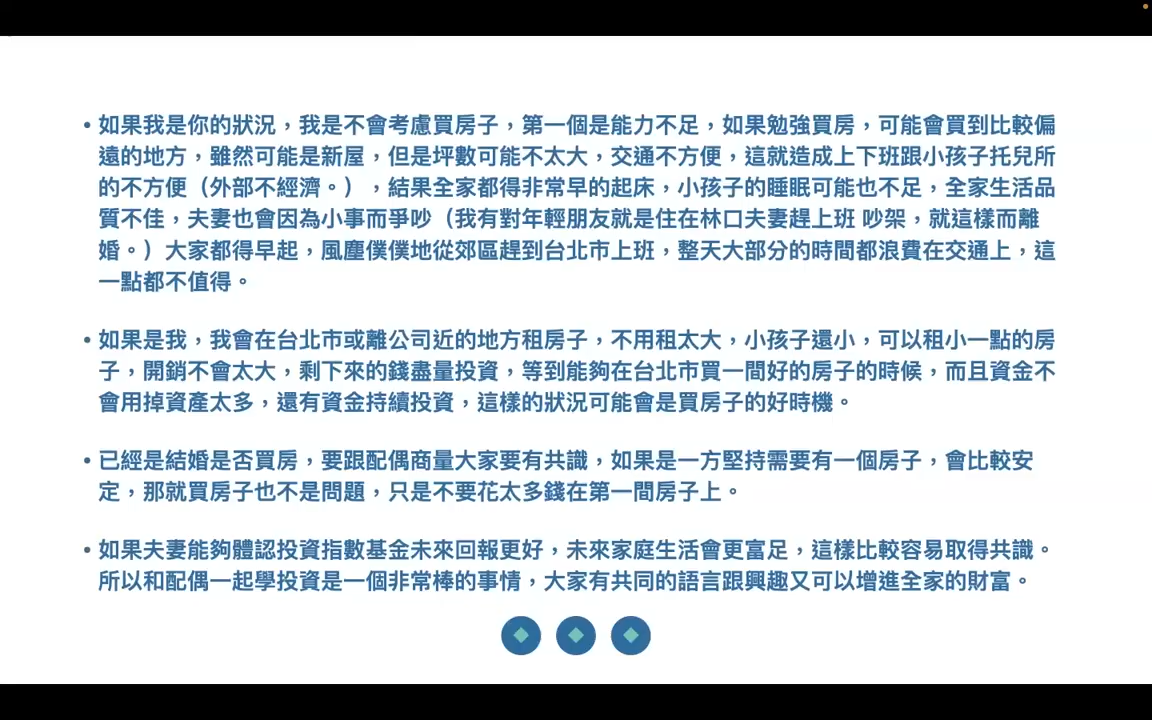 • 如果我是你的狀況，我是不會考慮買房子，第一個是能力不足，如果勉強買房，可能會買到比較偏
遠的地方，雖然可能是新屋，但是坪數可能不太大，交通不方便，這就造成上下班跟小孩子托兒所
的不方便（外部不經濟。），結果全家都得非常早的起床，小孩子的睡眠可能也不足，全家生活品
質不佳，夫妻也會因為小事而爭吵（我有對年輕朋友就是住在林口夫妻趕上班 吵架，就這樣而離
婚。）大家都得早起，風塵僕僕地從郊區趕到台北市上班，整天大部分的時間都浪費在交通上，這
一點都不值得。
• 如果是我，我會在台北市或離公司近的地方租房子，不用租太大，小孩子還小，可以租小一點的房
子，開銷不會太大，剩下來的錢盡量投資，等到能夠在台北市買一間好的房子的時候，而且資金不
會用掉資產太多，還有資金持續投資，這樣的狀況可能會是買房子的好時機。
• 已經是結婚是否買房，要跟配偶商量大家要有共識，如果是一方堅持需要有一個房子，會比較安
定，那就買房子也不是問題，只是不要花太多錢在第一間房子上。
• 如果夫妻能夠體認投資指數基金未來回報更好，未來家庭生活會更富足，這樣比較容易取得共識。
所以和配偶一起學投資是一個非常棒的事情，大家有共同的語言跟興趣又可以增進全家的財富。